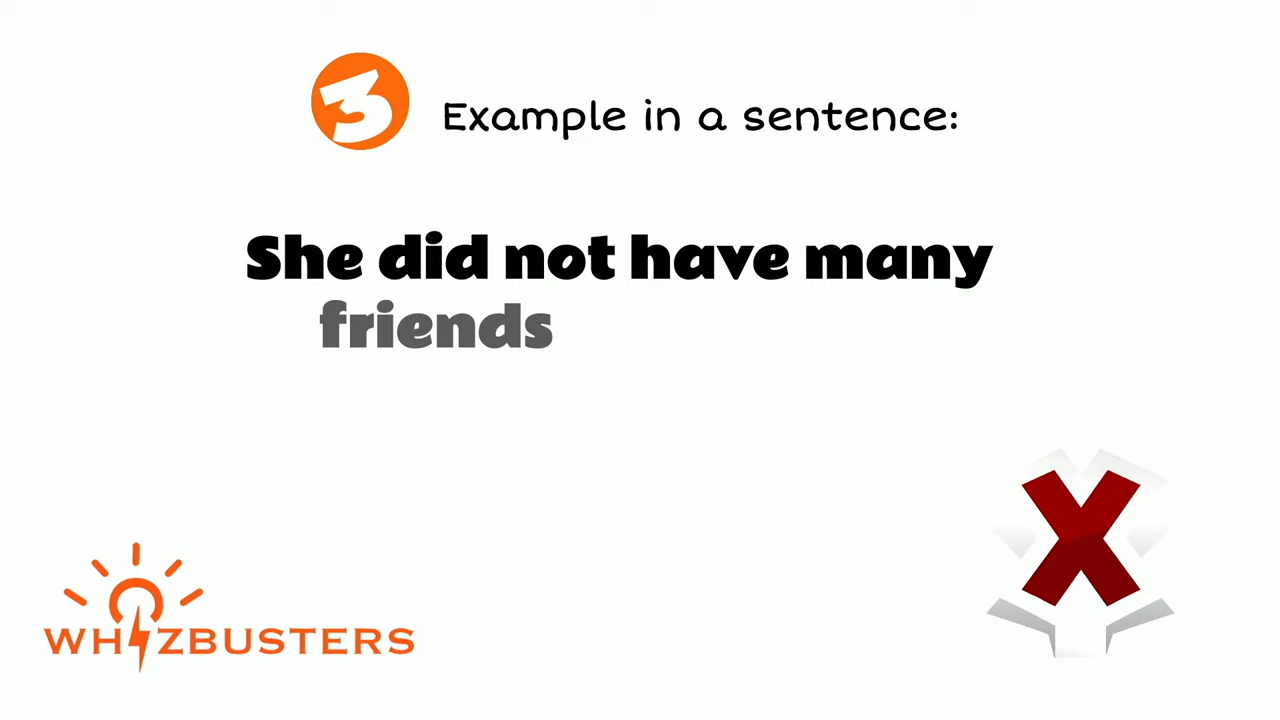 3 Example in a sentence:
She did not have many
friends
WHIZBUSTERS
X